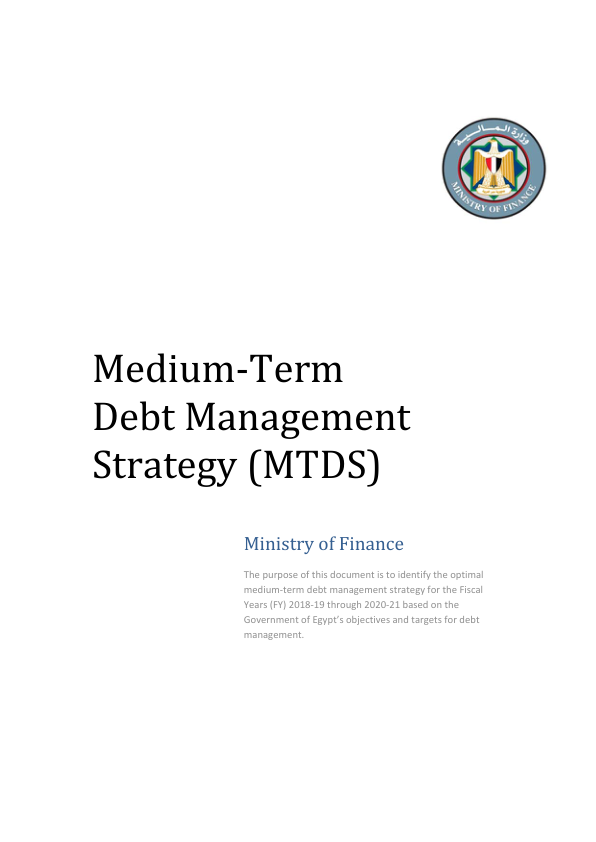 وزارة المالية
MINISTRY OF FINANCE
Medium-Term
Debt Management
Strategy (MTDS)
Ministry of Finance
The purpose of this document is to identify the optimal
medium-term debt management strategy for the Fiscal
Years (FY) 2018-19 through 2020-21 based on the
Government of Egypt's objectives and targets for debt
management.